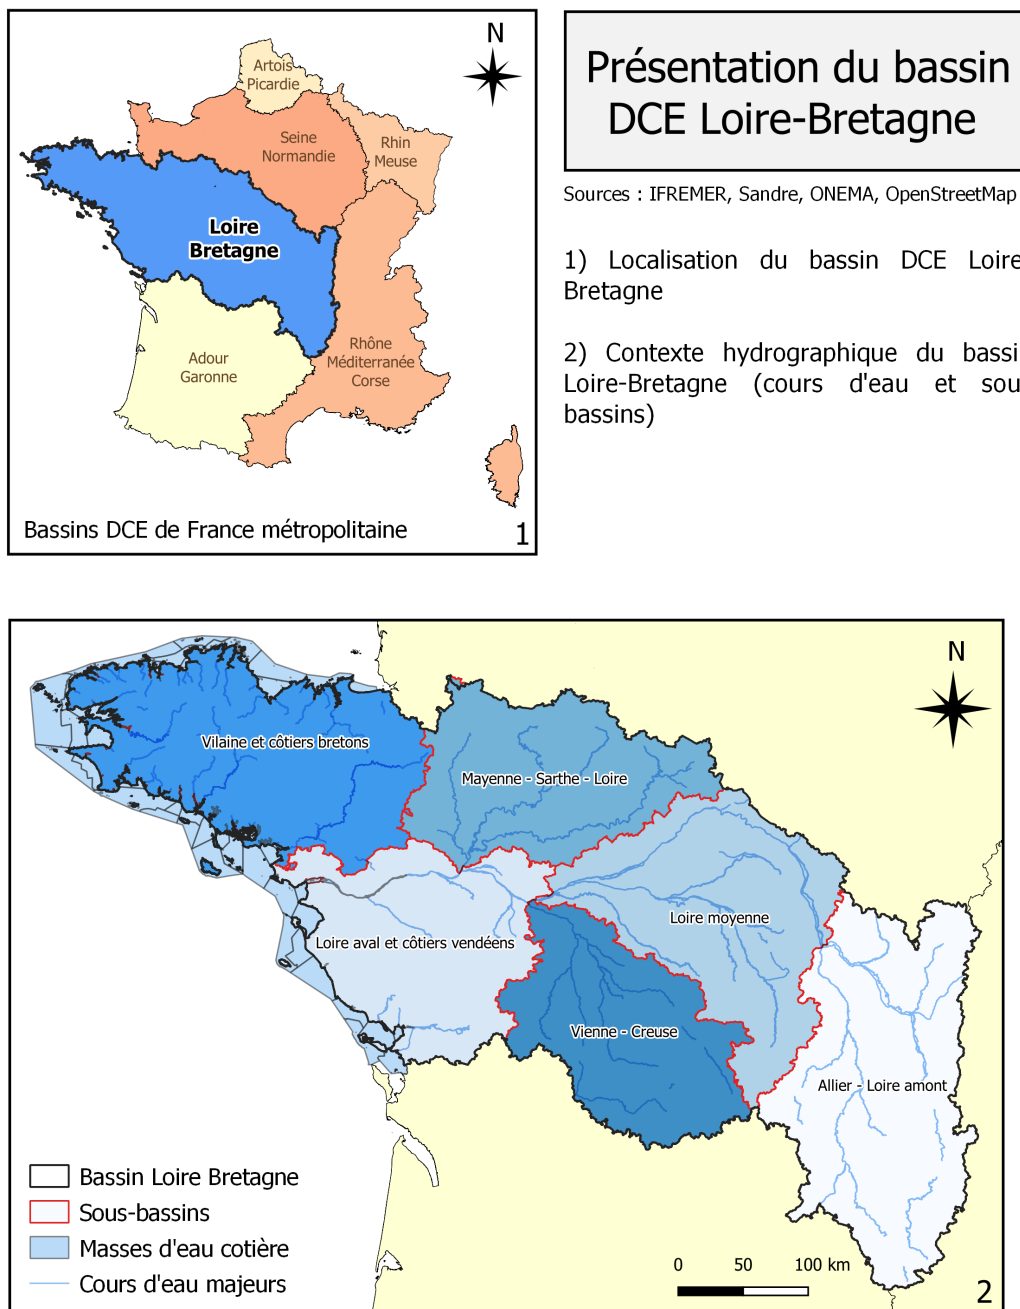 N
Artois
Picardie
Seine
Normandie
Rhin
Meuse
Loire
Bretagne
Adour
Garonne
Rhône
Méditerranée
Corse
Bassins DCE de France métropolitaine
1
Présentation du bassin
DCE Loire-Bretagne
Sources : IFREMER, Sandre, ONEMA, OpenStreetMap
1) Localisation du bassin DCE Loire
Bretagne
2) Contexte hydrographique du bassi
Loire-Bretagne (cours d'eau et sou
bassins)
N
Vilaine et côtiers bretons
Mayenne - Sarthe - Loire
Loire moyenne
Loire aval et côtiers vendéens
Vienne - Creuse
Allier - Loire amont
Bassin Loire Bretagne
Sous-bassins
Masses d'eau cotière
Cours d'eau majeurs
0 50 100 km
2